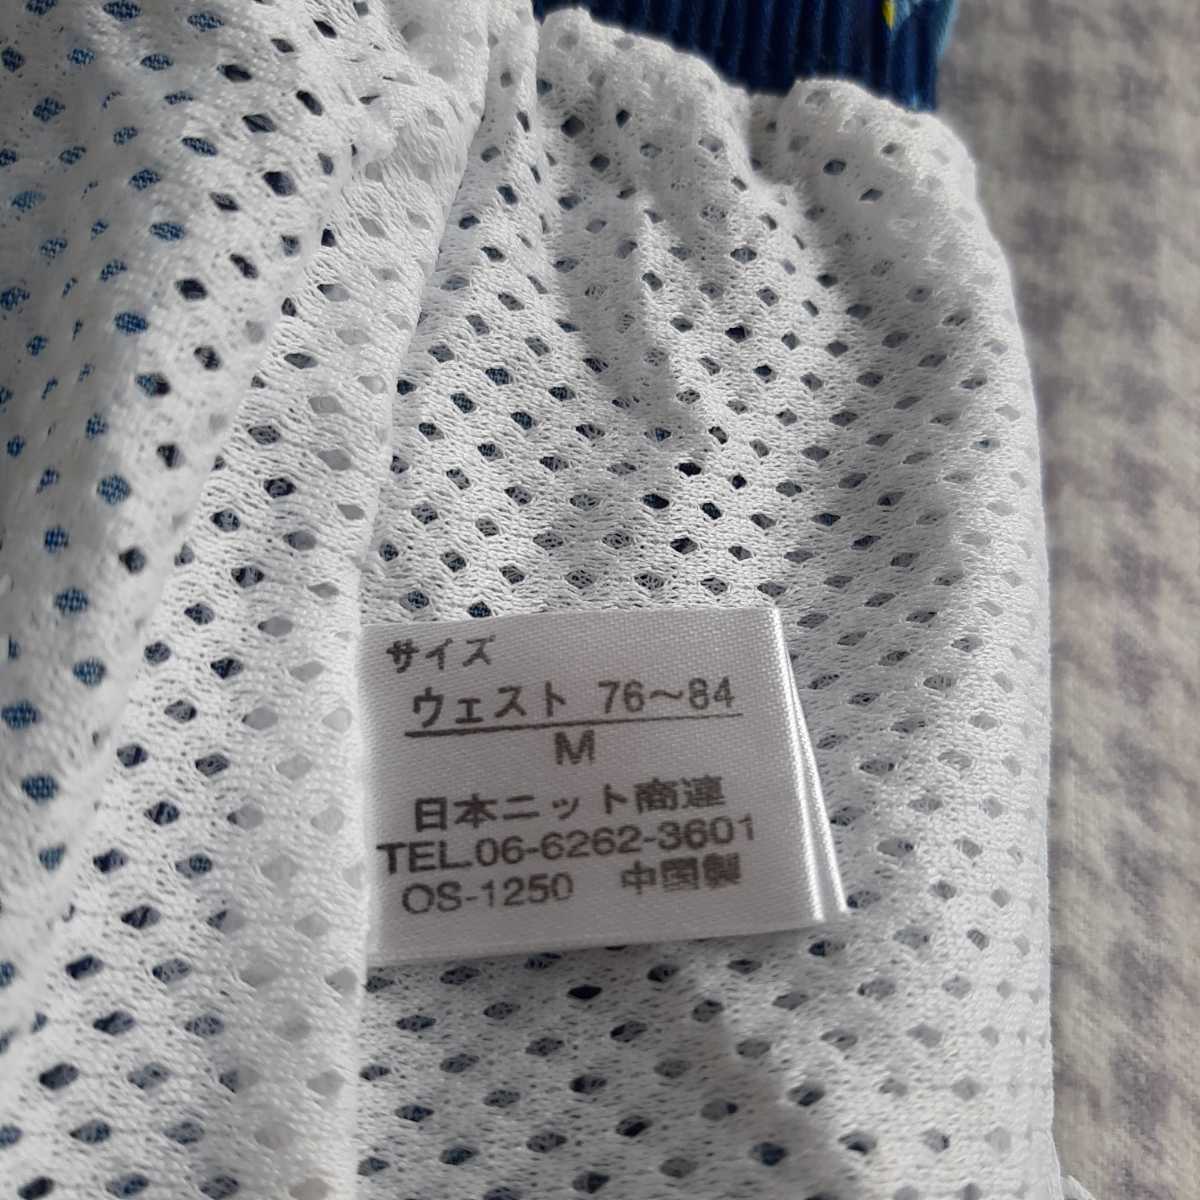 サイズ
ウェスト 76～84
M
日本ニット商連
TEL.06-6262-3601
OS-1250 中国製